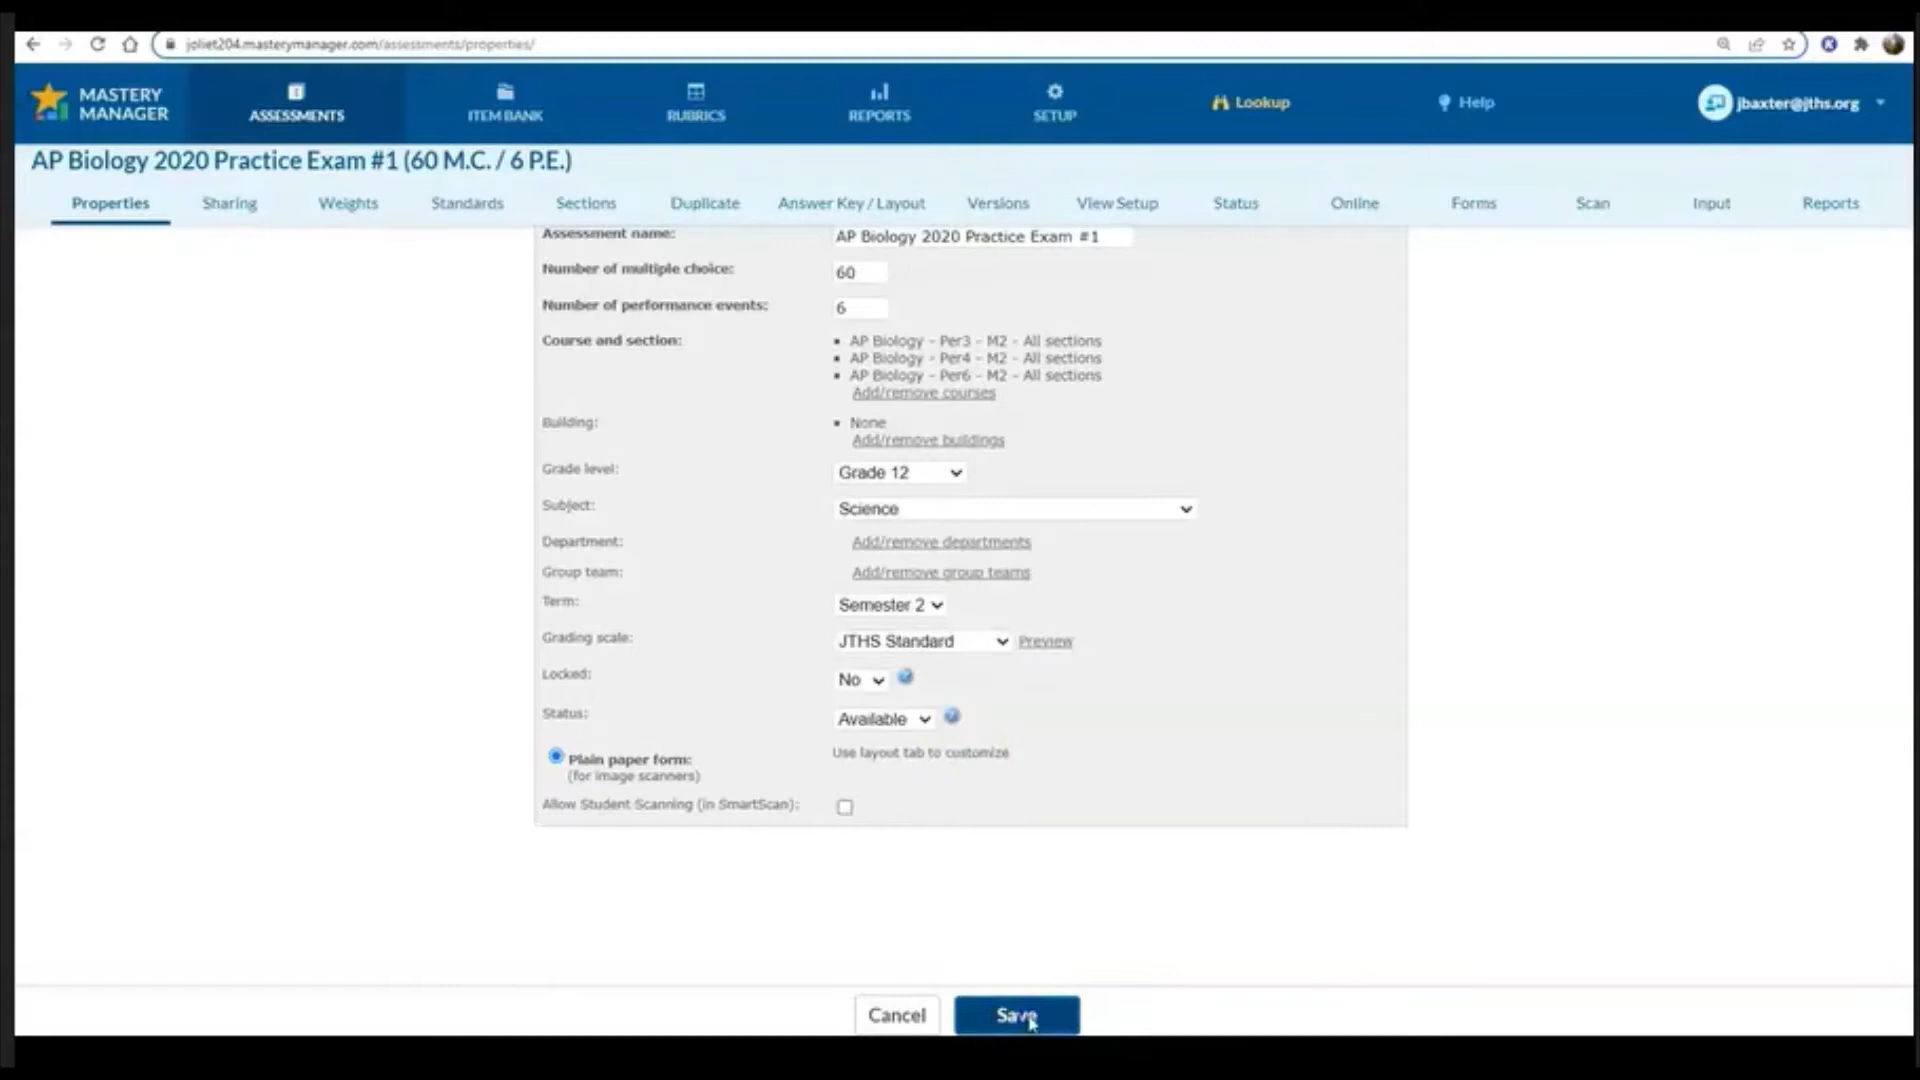 joliet204.masterymanager.com/assessments/properties/
MASTERY MANAGER
ASSESSMENTS
ITEM BANK
RUBRICS
REPORTS
SETUP
Lookup
Help
jbaxter@jths.org
AP Biology 2020 Practice Exam #1 (60 M.C. / 6 P.E.)
Properties Sharing Weights Standards Sections Duplicate Answer Key / Layout Versions View Setup Status Online Forms Scan Input Reports
Assessment name: AP Biology 2020 Practice Exam #1
Number of multiple choice: 60
Number of performance events: 6
Course and section: AP Biology - Per3 - M2 - All sections
AP Biology - Per4 - M2 - All sections
AP Biology - Per6 - M2 - All sections
Add/remove courses
Building: None
Add/remove buildings
Grade level: Grade 12
Subject: Science
Department: Add/remove departments
Group team: Add/remove group teams
Term: Semester 2
Grading scale: JTHS Standard Preview
Locked: No
Status: Available
Plain paper form: Use layout tab to customize
(for image scanners)
Allow Student Scanning (in SmartScan):
Cancel Save